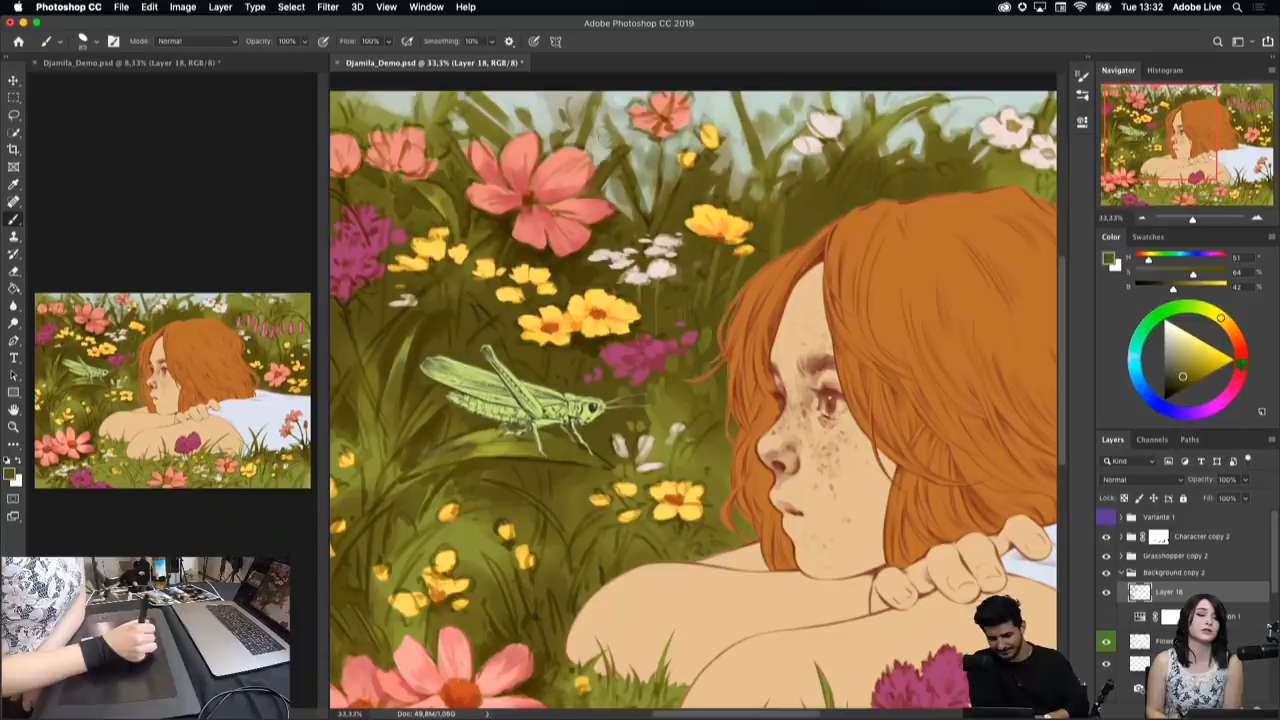 Photoshop CC File Edit Image Layer Type Select Filter 3D View Window Help Tue 13:32 Adobe Live
Adobe Photoshop CC 2019
Mode: Normal Opacity: 100% Flow: 100% Smoothing: 10%
Djamila_Demo.psd @ 8,33% (Layer 18, RGB/8) *
Djamila_Demo.psd @ 33,3% (Layer 18, RGB/8) *
Navigator Histogram
33,33%
Color Swatches
H 51 °
S 64 %
B 42 %
Layers Channels Paths
Kind
Normal Opacity: 100%
Lock: Fill: 100%
Variante 1
Character copy 2
Grasshopper copy 2
Background copy 2
Layer 18
33,33% Doc: 49,8M/1,06G